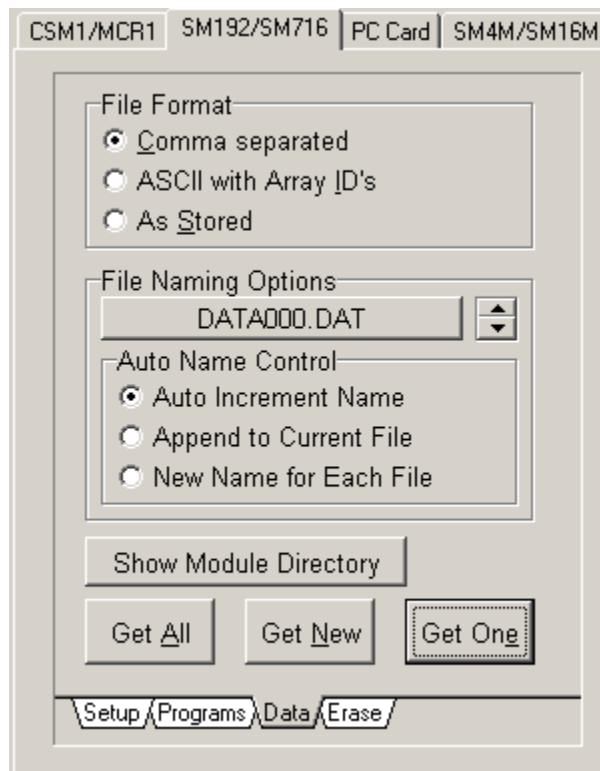 CSM1/MCR1 SM192/SM716 PC Card SM4M/SM16M
File Format
Comma separated
ASCII with Array ID's
As Stored
File Naming Options
DATA000.DAT
Auto Name Control
Auto Increment Name
Append to Current File
New Name for Each File
Show Module Directory
Get All Get New Get One
Setup Programs Data Erase